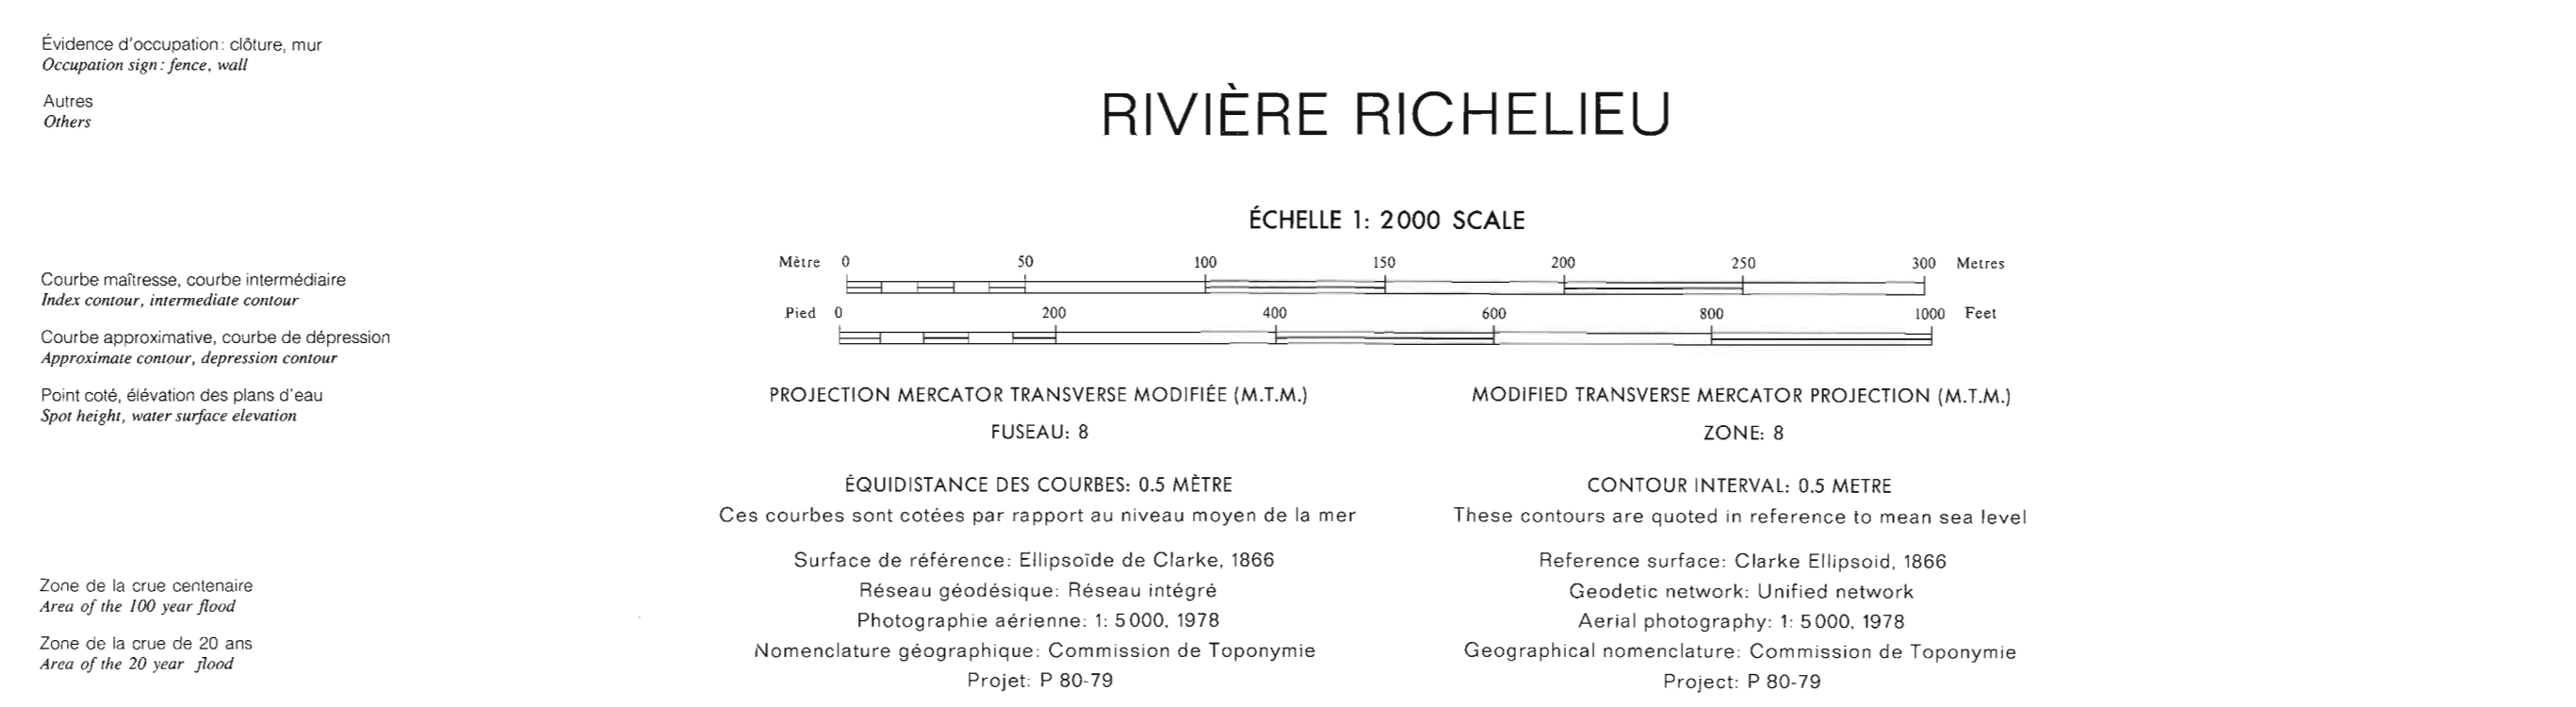 Évidence d'occupation: clôture, mur
Occupation sign: fence, wall
Autres
Others
Courbe maîtresse, courbe intermédiaire
Index contour, intermediate contour
Courbe approximative, courbe de dépression
Approximate contour, depression contour
Point coté, élévation des plans d'eau
Spot height, water surface elevation
Zone de la crue centenaire
Area of the 100 year flood
Zone de la crue de 20 ans
Area of the 20 year flood
RIVIÈRE RICHELIEU
ÉCHELLE 1: 2000 SCALE
Mètre 0 50 100 150 200 250 300 Metres
Pied 0 200 400 600 800 1000 Feet
PROJECTION MERCATOR TRANSVERSE MODIFIÉE (M.T.M.)
FUSEAU: 8
ÉQUIDISTANCE DES COURBES: 0.5 MÈTRE
Ces courbes sont cotées par rapport au niveau moyen de la mer
Surface de référence: Ellipsoïde de Clarke, 1866
Réseau géodésique: Réseau intégré
Photographie aérienne: 1: 5000, 1978
Nomenclature géographique: Commission de Toponymie
Projet: P 80-79
MODIFIED TRANSVERSE MERCATOR PROJECTION (M.T.M.)
ZONE: 8
CONTOUR INTERVAL: 0.5 METRE
These contours are quoted in reference to mean sea level
Reference surface: Clarke Ellipsoid, 1866
Geodetic network: Unified network
Aerial photography: 1: 5000, 1978
Geographical nomenclature: Commission de Toponymie
Project: P 80-79